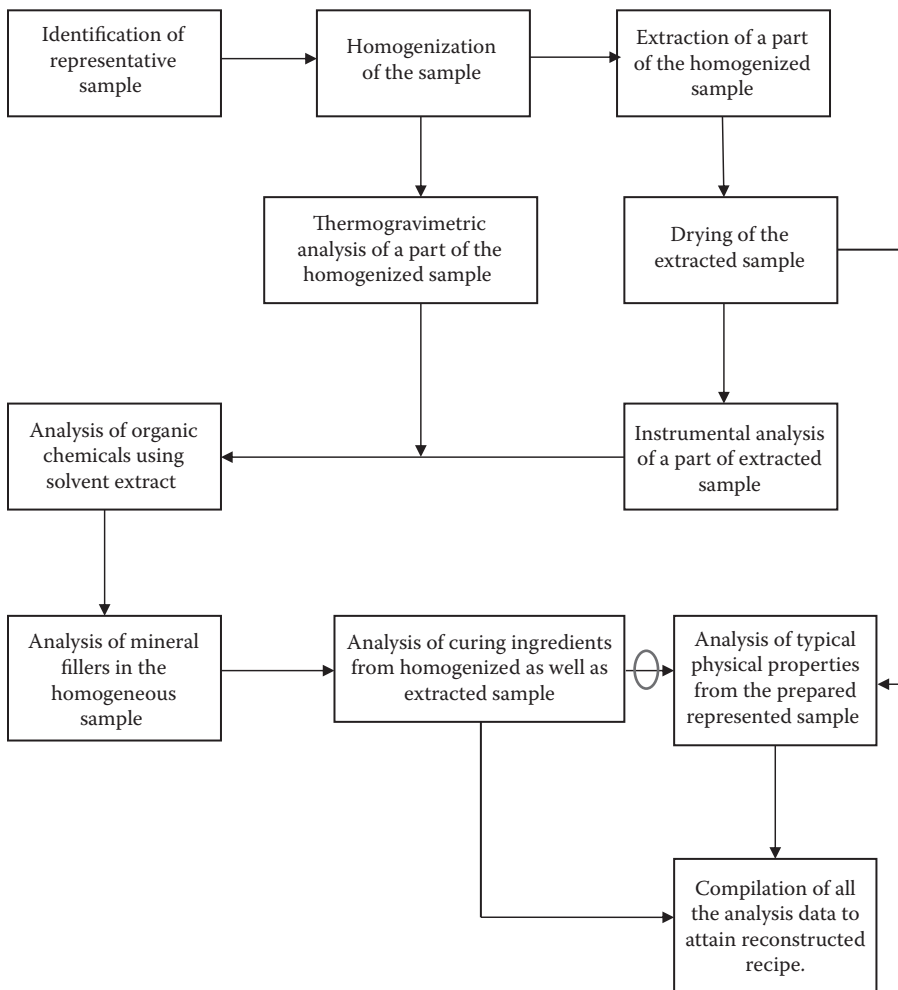 Identification of
representative
sample
Homogenization
of the sample
Extraction of a part
of the homogenized
sample
Thermogravimetric
analysis of a part of the
homogenized sample
Drying of the
extracted sample
Analysis of organic
chemicals using
solvent extract
Instrumental analysis
of a part of extracted
sample
Analysis of mineral
fillers in the
homogeneous
sample
Analysis of curing ingredients
from homogenized as well as
extracted sample
Analysis of typical
physical properties
from the prepared
represented sample
Compilation of all
the analysis data to
attain reconstructed
recipe.